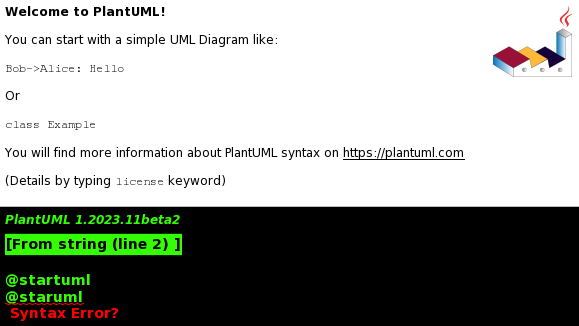 Welcome to PlantUML!
You can start with a simple UML Diagram like:
Bob->Alice: Hello
Or
class Example
You will find more information about PlantUML syntax on https://plantuml.com
(Details by typing license keyword)
PlantUML 1.2023.11beta2
[From string (line 2) ]
@startuml
@staruml
Syntax Error?